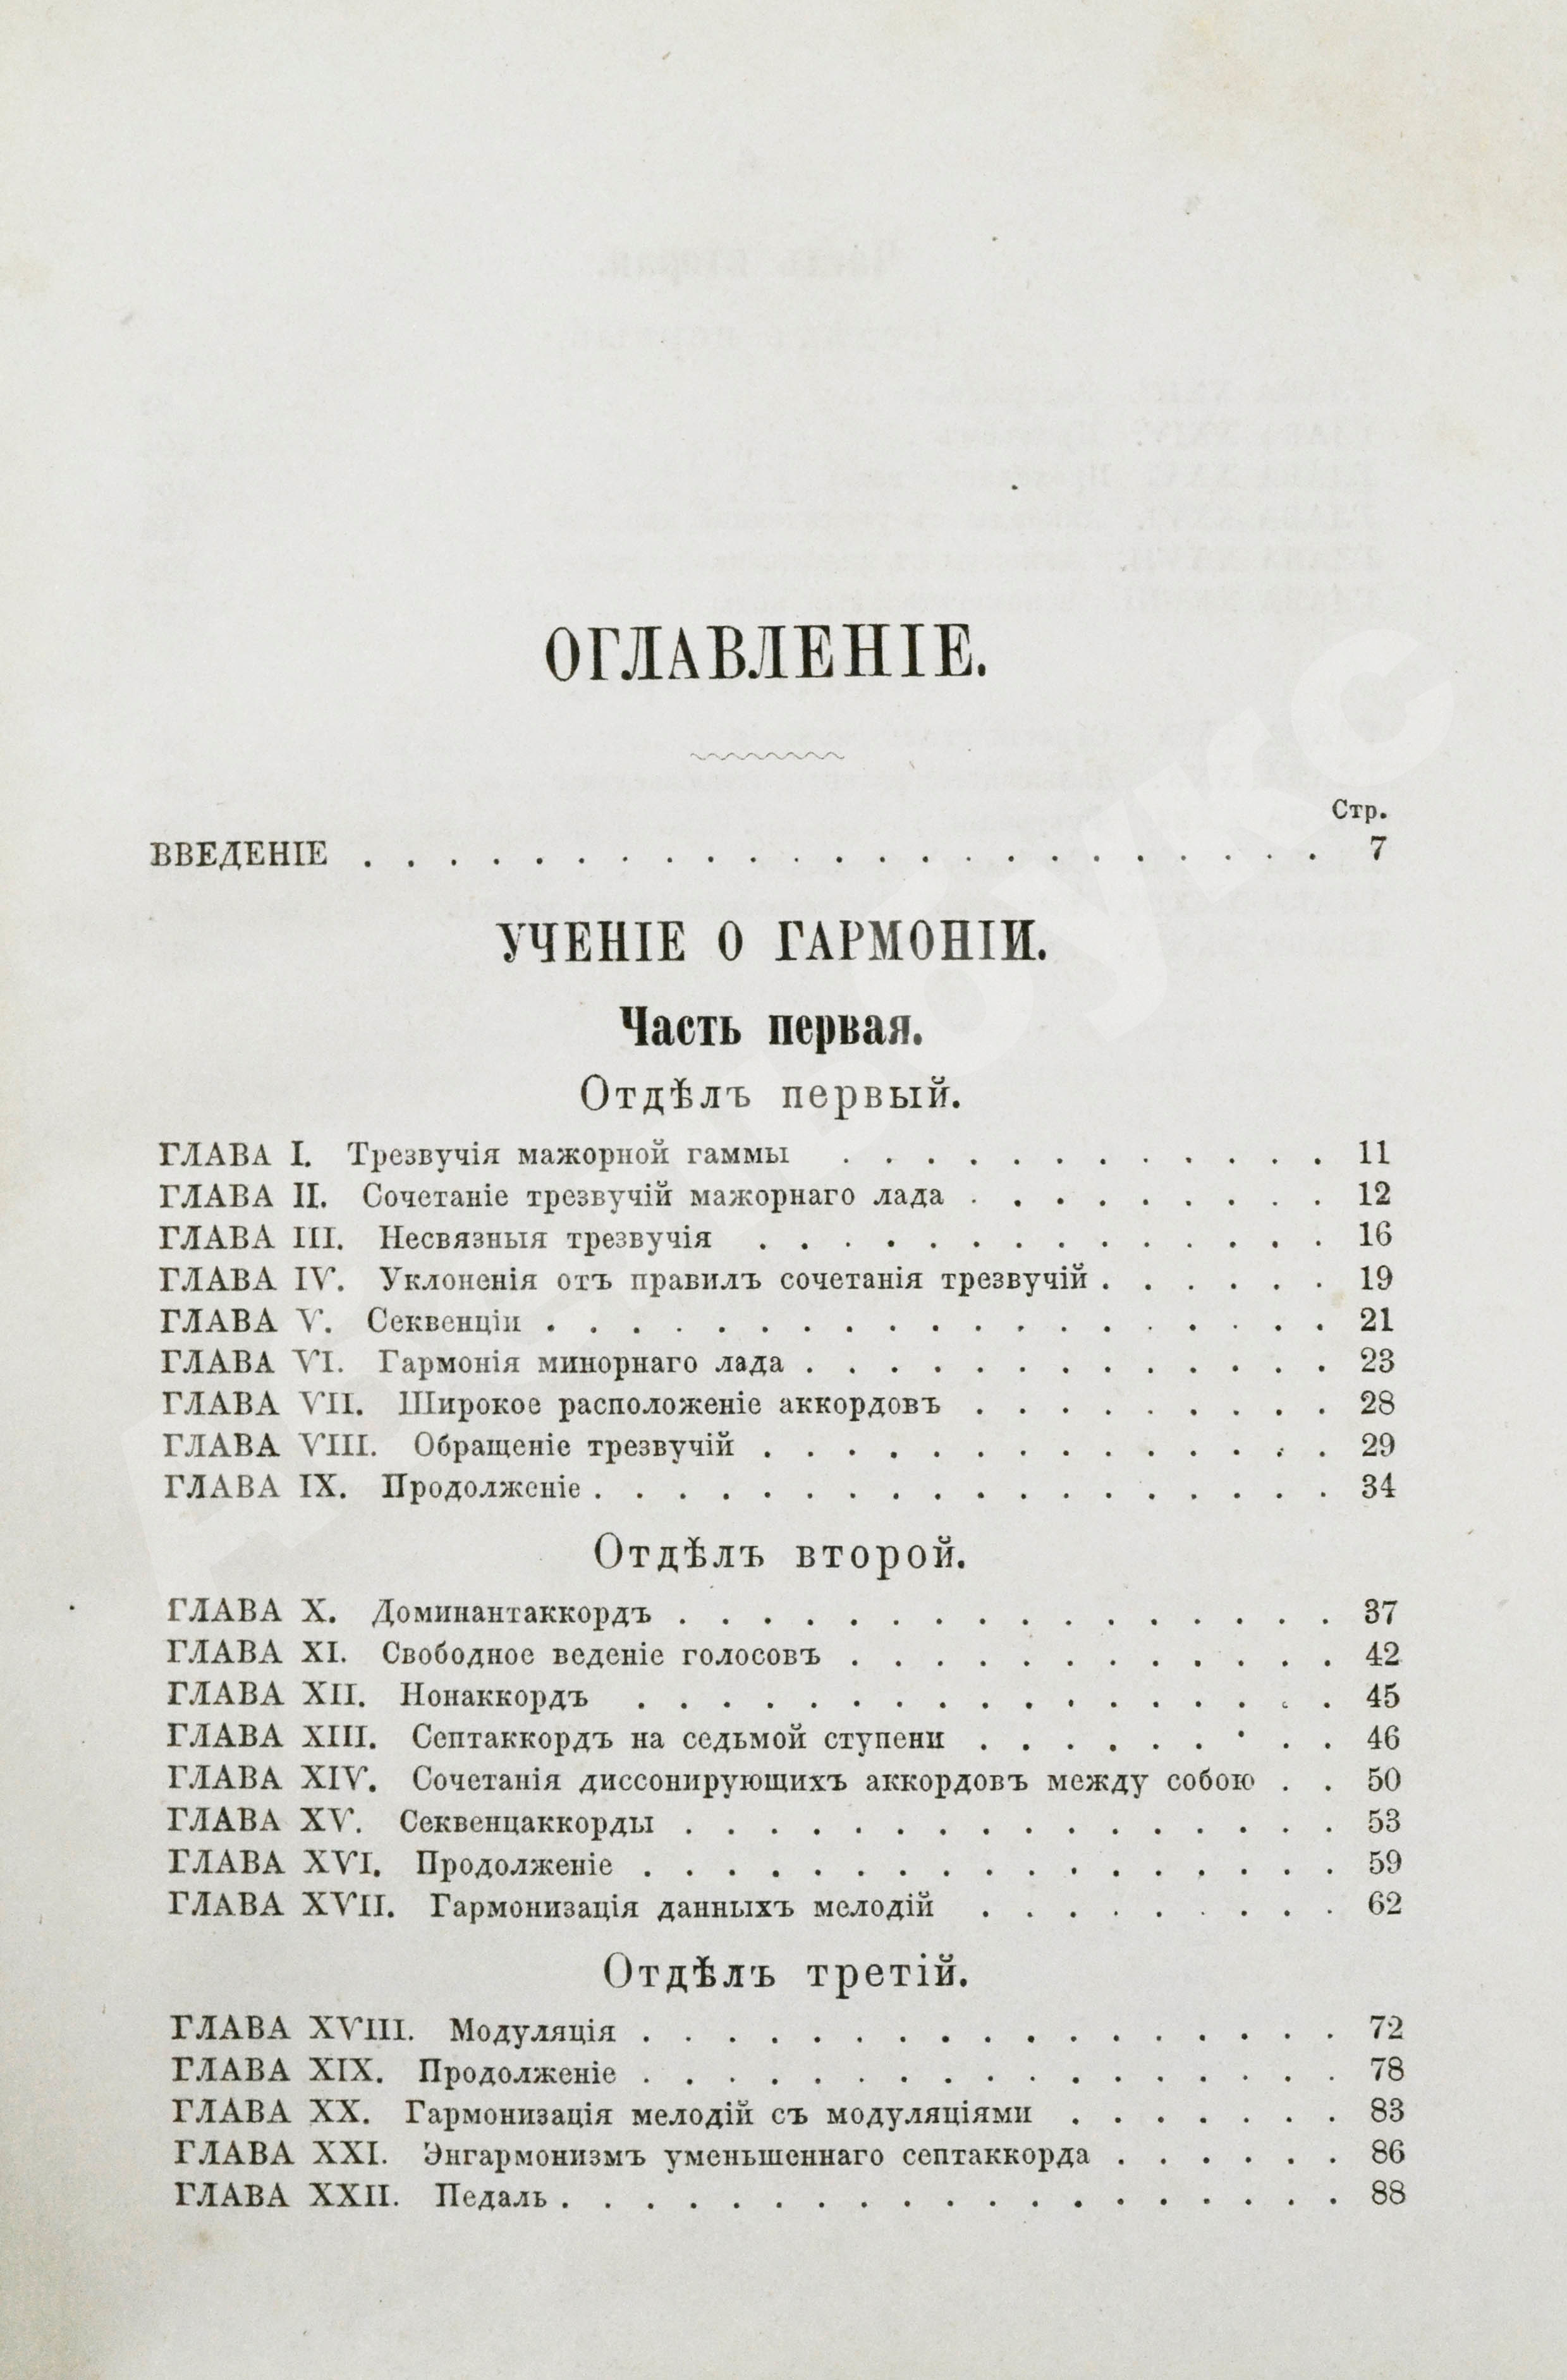 ОГЛАВЛЕНІЕ.
Стр.
ВВЕДЕНІЕ . . . . . . . . . . . . . . . . . . . . . . . 7
УЧЕНІЕ О ГАРМОНІИ.
Часть первая.
Отдѣлъ первый.
ГЛАВА I. Трезвучія мажорной гаммы . . . . . . . . . . . . 11
ГЛАВА II. Сочетаніе трезвучій мажорнаго лада . . . . . . . . . 12
ГЛАВА III. Несвязныя трезвучія . . . . . . . . . . . . . . 16
ГЛАВА IV. Уклоненія отъ правилъ сочетанія трезвучій . . . . . . 19
ГЛАВА V. Секвенціи . . . . . . . . . . . . . . . . . . . 21
ГЛАВА VI. Гармонія минорнаго лада . . . . . . . . . . . . . 23
ГЛАВА VII. Широкое расположеніе аккордовъ . . . . . . . . . 28
ГЛАВА VIII. Обращеніе трезвучій . . . . . . . . . . . . . . 29
ГЛАВА IX. Продолженіе . . . . . . . . . . . . . . . . . . 34
Отдѣлъ второй.
ГЛАВА X. Доминантаккордъ . . . . . . . . . . . . . . . . 37
ГЛАВА XI. Свободное веденіе голосовъ . . . . . . . . . . . . 42
ГЛАВА XII. Нонаккордъ . . . . . . . . . . . . . . . . . 45
ГЛАВА XIII. Септаккордъ на седьмой ступени . . . . . . . . . 46
ГЛАВА XIV. Сочетанія диссонирующихъ аккордовъ между собою . . 50
ГЛАВА XV. Секвенцаккорды . . . . . . . . . . . . . . . . 53
ГЛАВА XVI. Продолженіе . . . . . . . . . . . . . . . . . 59
ГЛАВА XVII. Гармонизація данныхъ мелодій . . . . . . . . . 62
Отдѣлъ третій.
ГЛАВА XVIII. Модуляція . . . . . . . . . . . . . . . . . 72
ГЛАВА XIX. Продолженіе . . . . . . . . . . . . . . . . . 78
ГЛАВА XX. Гармонизація мелодій съ модуляціями . . . . . . . 83
ГЛАВА XXI. Энгармонизмъ уменьшеннаго септаккорда . . . . . . 86
ГЛАВА XXII. Педаль . . . . . . . . . . . . . . . . . . . 88